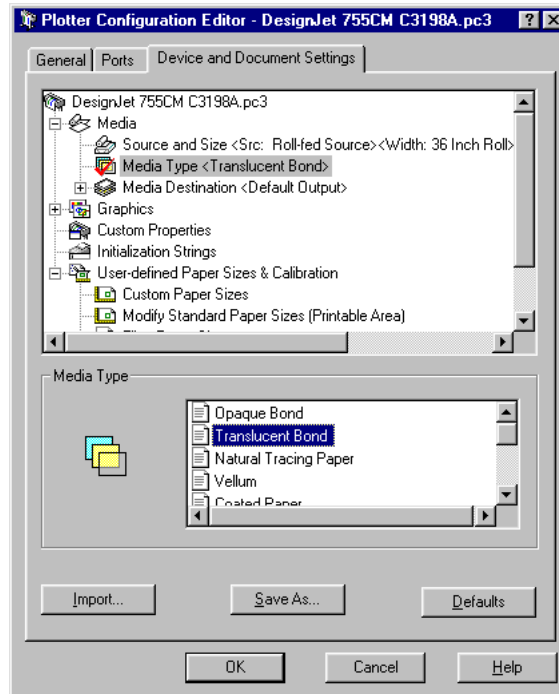 Plotter Configuration Editor - DesignJet 755CM C3198A.pc3
General Ports Device and Document Settings
DesignJet 755CM C3198A.pc3
Media
Source and Size <Src: Roll-fed Source><Width: 36 Inch Roll>
Media Type <Translucent Bond>
Media Destination <Default Output>
Graphics
Custom Properties
Initialization Strings
User-defined Paper Sizes & Calibration
Custom Paper Sizes
Modify Standard Paper Sizes (Printable Area)
Media Type
Opaque Bond
Translucent Bond
Natural Tracing Paper
Vellum
Coated Paper
Import... Save As... Defaults
OK Cancel Help